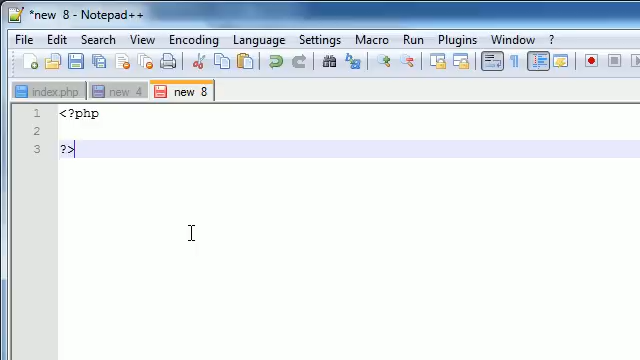 *new 8 - Notepad++
File Edit Search View Encoding Language Settings Macro Run Plugins Window ?
index.php new 4 new 8
1 <?php
2
3 ?>